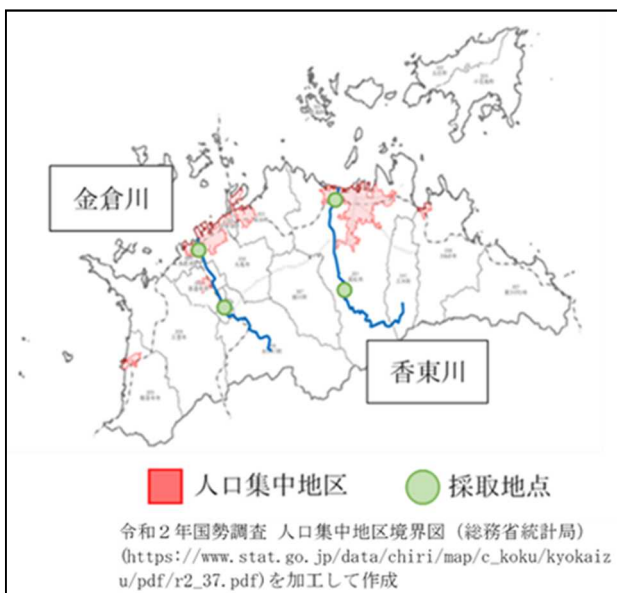 金倉川
香東川
人口集中地区
採取地点
令和2年国勢調査 人口集中地区境界図（総務省統計局）
(https://www.stat.go.jp/data/chiri/map/c_koku/kyokaiz
u/pdf/r2_37.pdf)を加工して作成